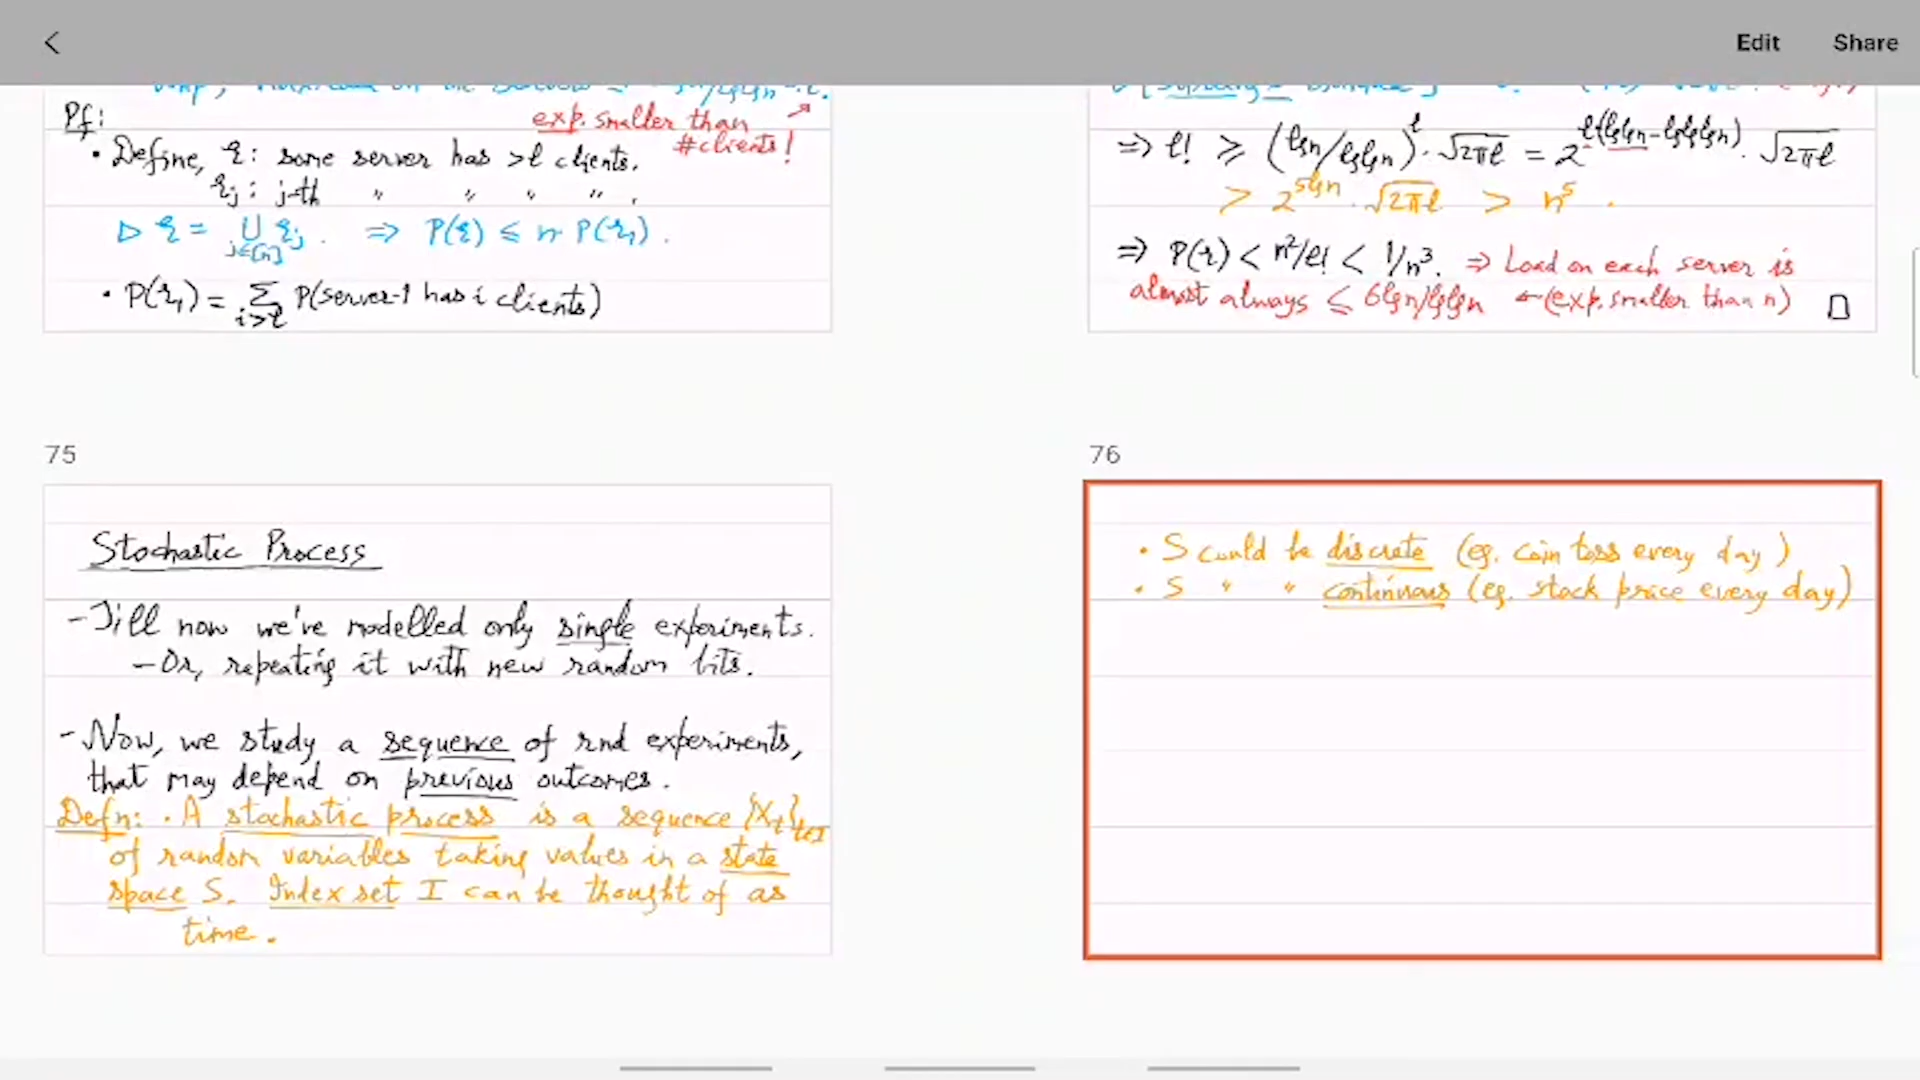 Edit Share
Pf:
exp. smaller than
#clients!
• Define, ξ: some server has >l clients.
ξj: j-th " " " " .
▷ ξ = ∪ j∈[n] ξj . ⇒ P(ξ) ≤ n P(ξ1) .
• P(ξ1) = Σ i>l P(server-1 has i clients)
⇒ l! ≥ (lgn/lglgn)^l · √2πl = 2^l(lglgn-lglglgn) · √2πl
> 2^5lgn · √2πl > n^5 .
⇒ P(ξ) < n²/l! < 1/n³. ⇒ Load on each server is
almost always ≤ 6lgn/lglgn ←(exp. smaller than n) □
75
Stochastic Process
- Till now we've modelled only single experiments.
- Or, repeating it with new random bits.
- Now, we study a sequence of rnd experiments,
that may depend on previous outcomes.
Defn: • A stochastic process is a sequence {Xt}t∈I
of random variables taking values in a state
space S. Index set I can be thought of as
time.
76
• S could be discrete (eg. coin toss every day)
• S " " continuous (eg. stock price every day)